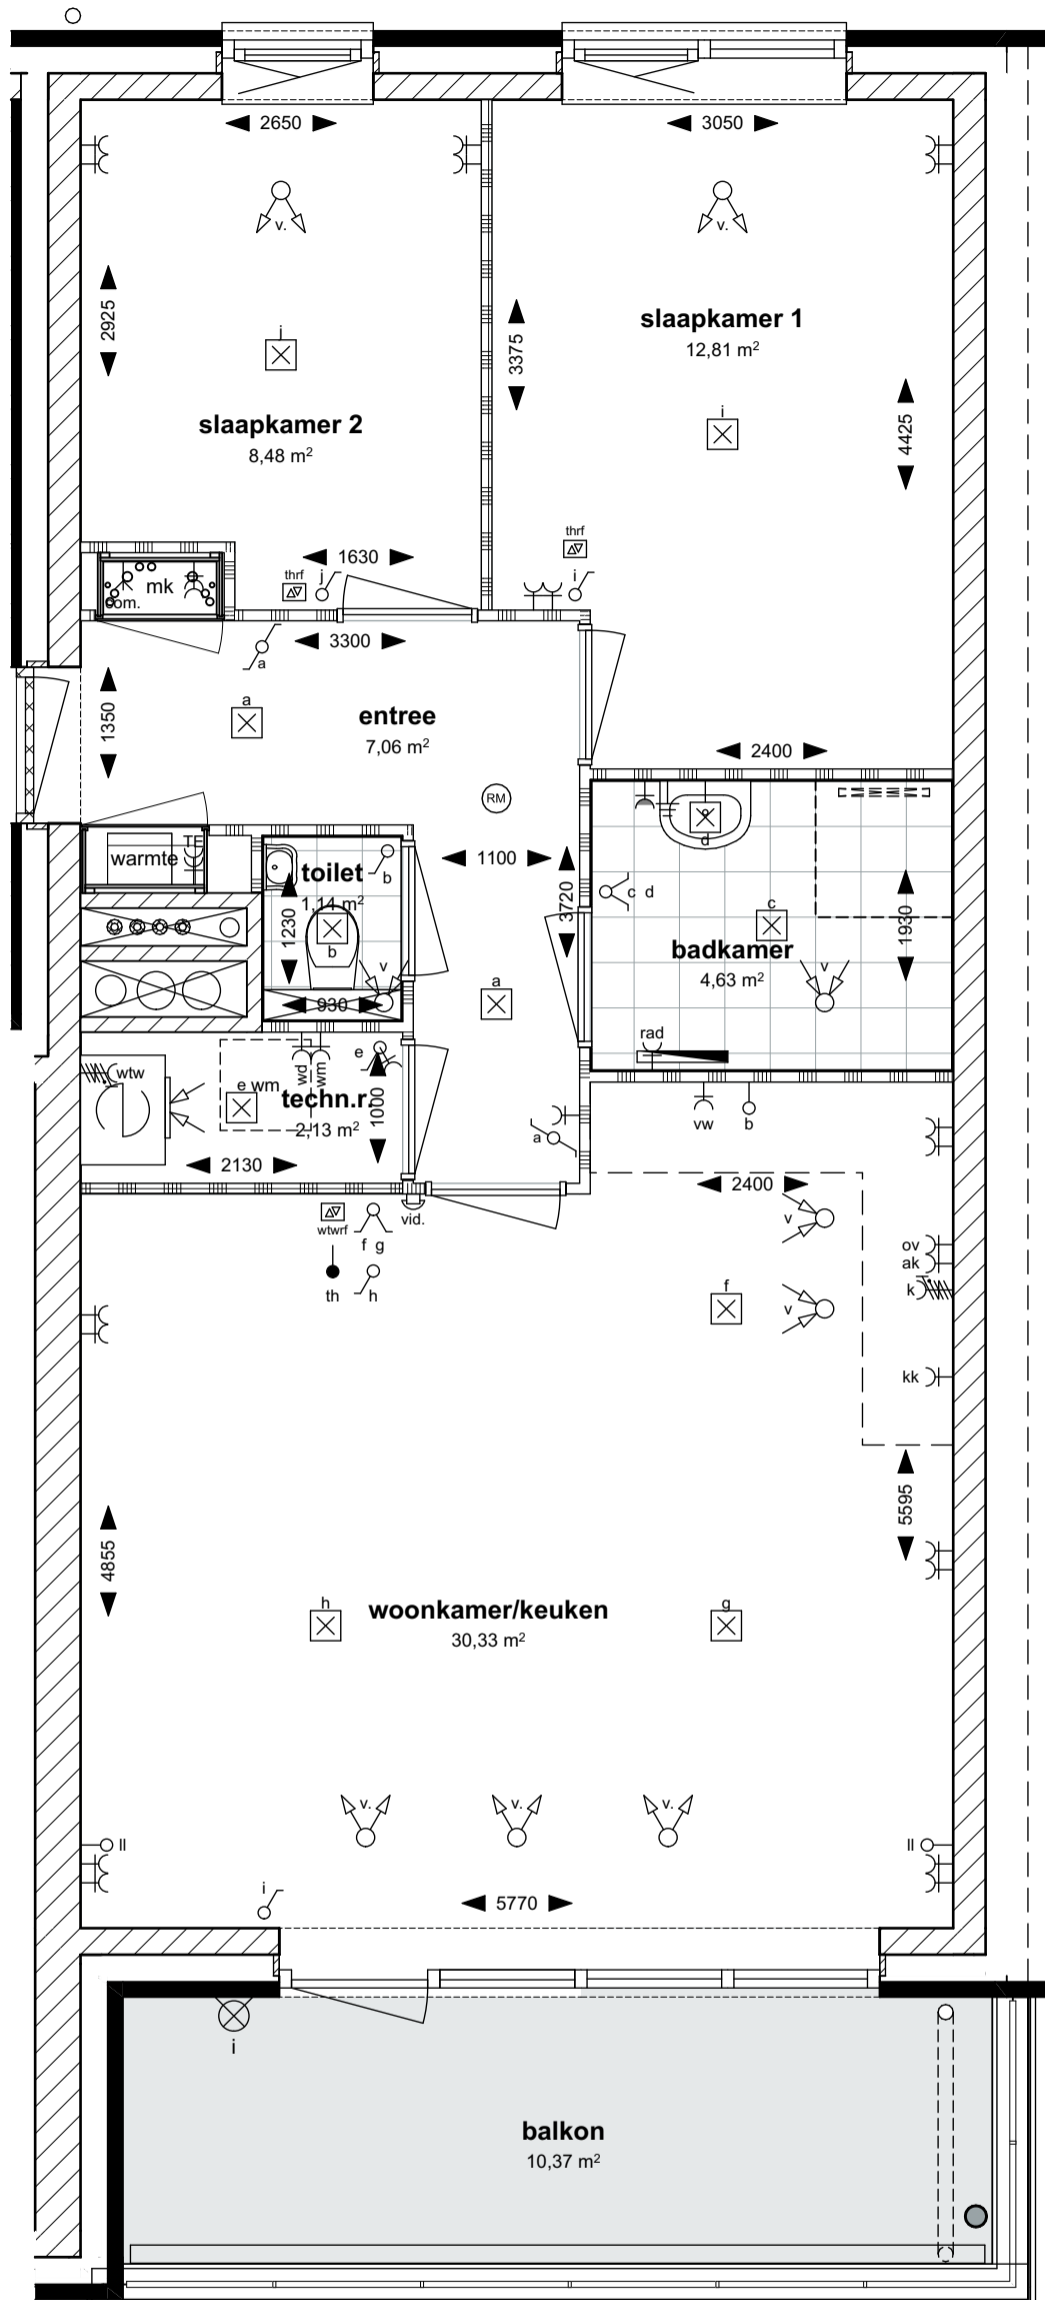 2650
3050
v.
v.
2925
3375
4425
slaapkamer 1
12,81 m²
j
slaapkamer 2
8,48 m²
i
thrf
1630
thrf
j
i
mk
com.
3300
a
1350
a
entree
7,06 m²
2400
RM
e
d
warmte
TF
toilet
1,14 m²
b
1100
3720
c d
1230
b
c
1930
badkamer
4,63 m²
v
v
930
a
rad
wtw
e wm
wd
wm
e
techn.r.
2,13 m²
1000
a
vw
b
2130
2400
wtwrf
f g
vid.
v
ov
ak
k
th
h
f
v
kk
5595
4855
h
woonkamer/keuken
30,33 m²
g
v.
v.
v.
ll
ll
i
5770
i
balkon
10,37 m²